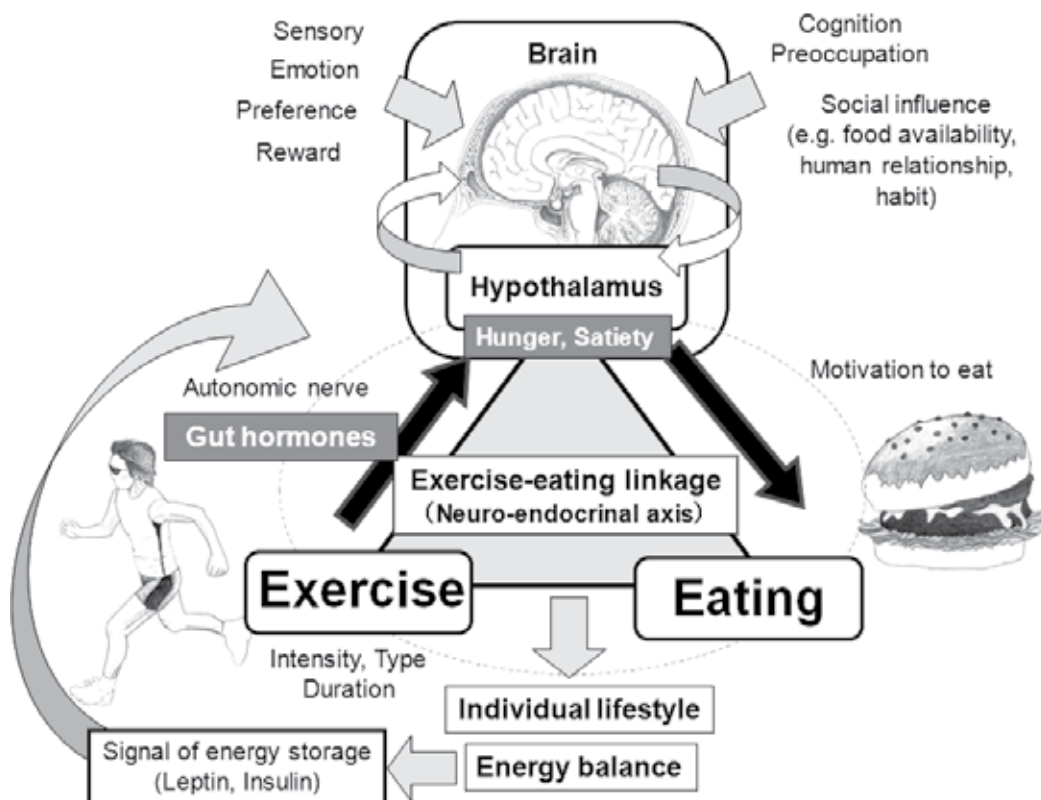 Sensory
Emotion
Preference
Reward
Brain
Cognition
Preoccupation
Social influence
(e.g. food availability,
human relationship,
habit)
Hypothalamus
Hunger, Satiety
Motivation to eat
Autonomic nerve
Gut hormones
Exercise-eating linkage
(Neuro-endocrinal axis)
Exercise
Eating
Intensity, Type
Duration
Individual lifestyle
Energy balance
Signal of energy storage
(Leptin, Insulin)